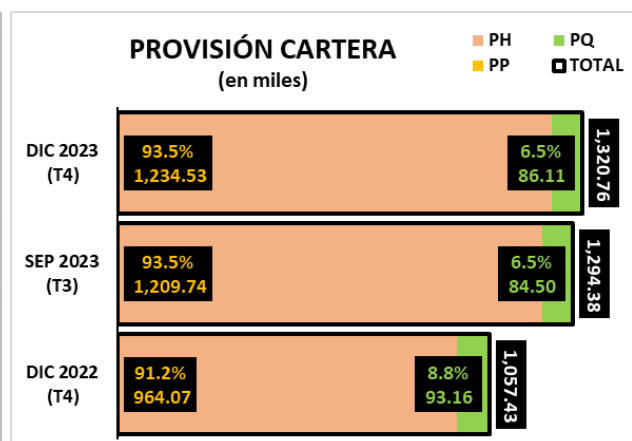 PROVISIÓN CARTERA
(en miles)
PH PQ
PP TOTAL
DIC 2023
(T4)
93.5%
1,234.53
6.5%
86.11
1,320.76
SEP 2023
(T3)
93.5%
1,209.74
6.5%
84.50
1,294.38
DIC 2022
(T4)
91.2%
964.07
8.8%
93.16
1,057.43